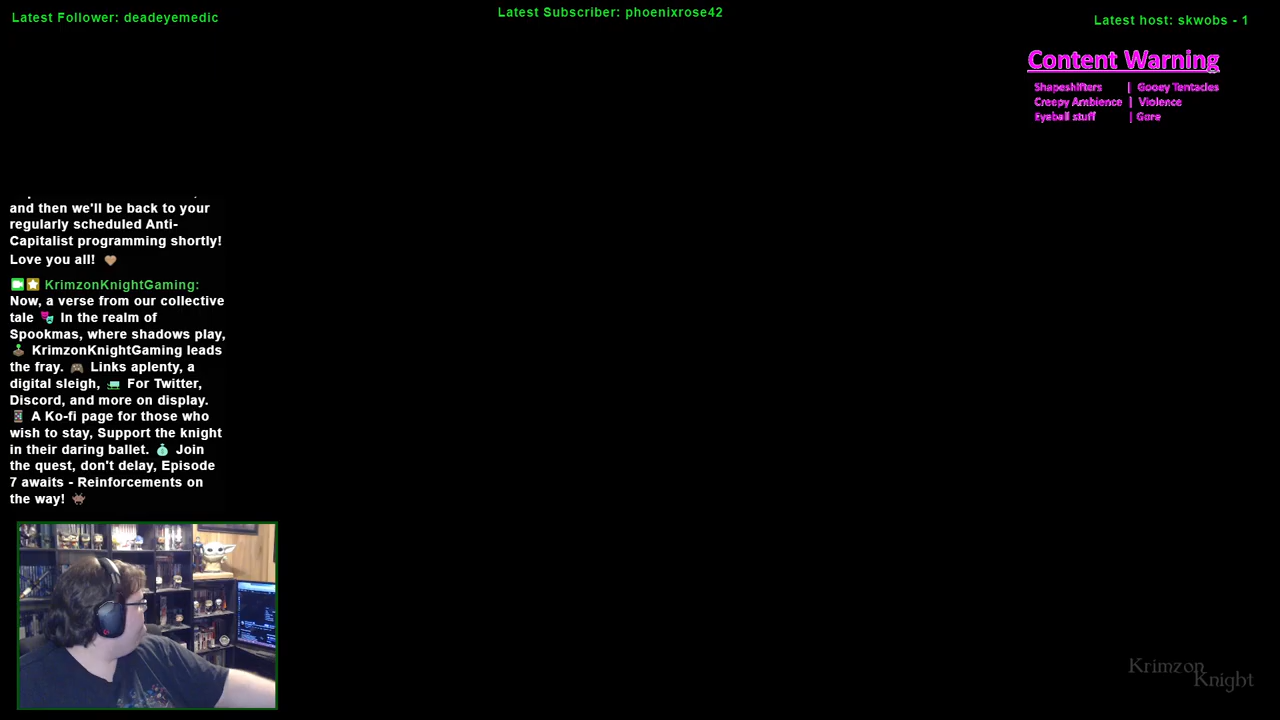 Latest Follower: deadeyemedic
Latest Subscriber: phoenixrose42
Latest host: skwobs - 1
Content Warning
Shapeshifters | Gooey Tentacles
Creepy Ambience | Violence
Eyeball stuff | Gore
and then we'll be back to your
regularly scheduled Anti-
Capitalist programming shortly!
Love you all!
KrimzonKnightGaming:
Now, a verse from our collective
tale 🎭 In the realm of
Spookmas, where shadows play,
🕹️ KrimzonKnightGaming leads
the fray. 🎮 Links aplenty, a
digital sleigh, 🛷 For Twitter,
Discord, and more on display.
📱 A Ko-fi page for those who
wish to stay, Support the knight
in their daring ballet. 💰 Join
the quest, don't delay, Episode
7 awaits - Reinforcements on
the way! 👾
Krimzon
Knight